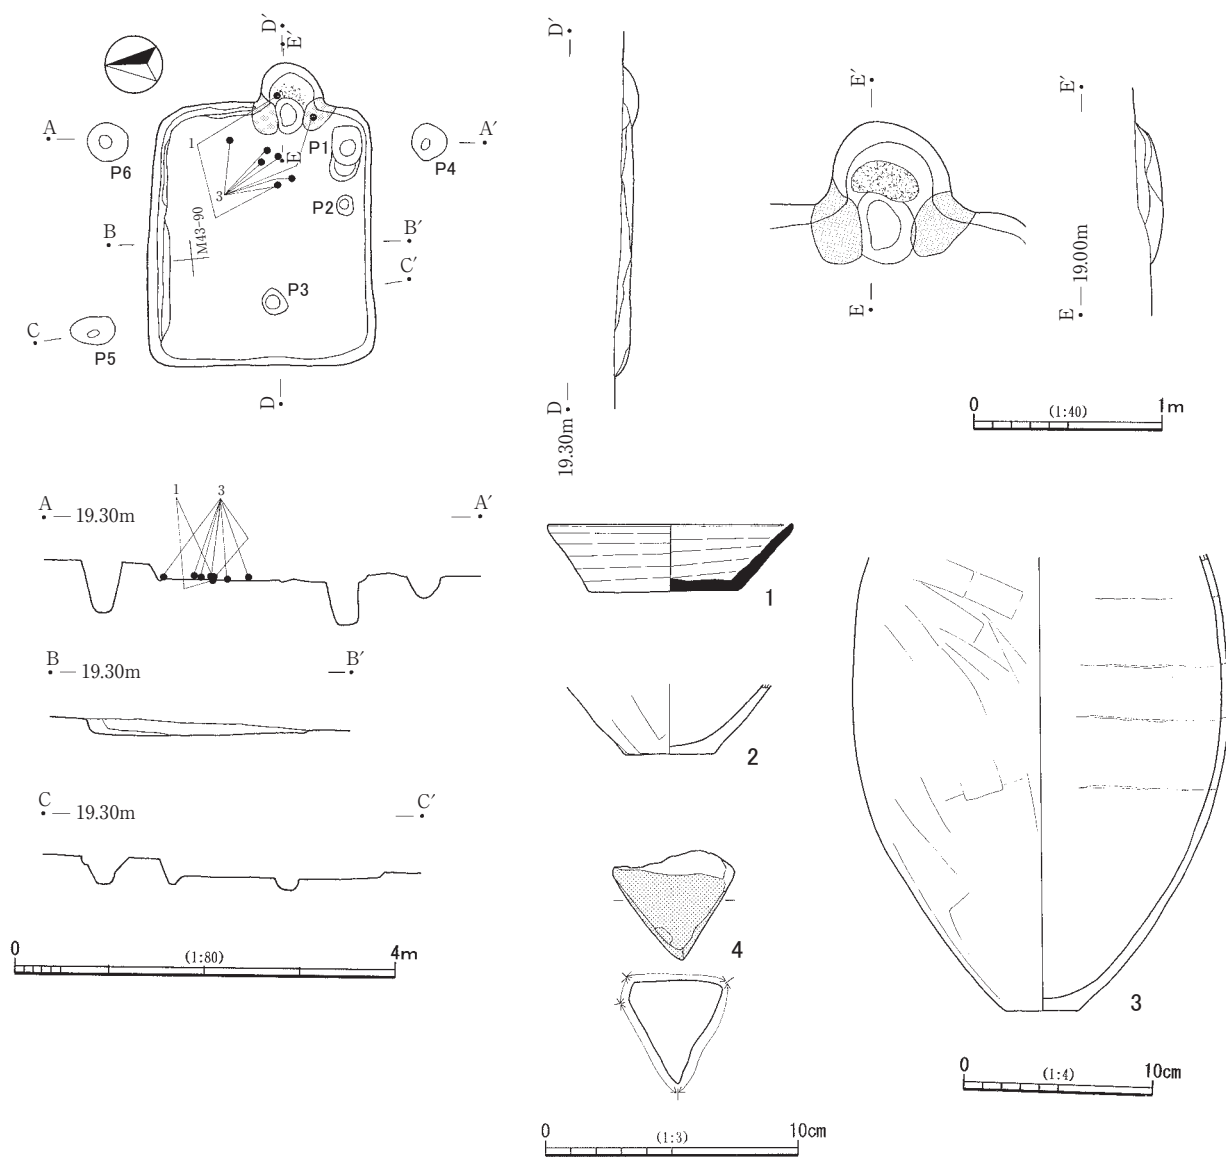 D′
E′
A
A′
P6
1
E
P1
P4
3
P2
M43-90
B
B′
C′
P3
C
P5
D
D′
D
19.30m
E′
E
E′
E
19.00m
0 (1:40) 1m
1 3
A 19.30m A′
B 19.30m B′
C 19.30m C′
0 (1:80) 4m
1
2
4
3
0 (1:3) 10cm
0 (1:4) 10cm